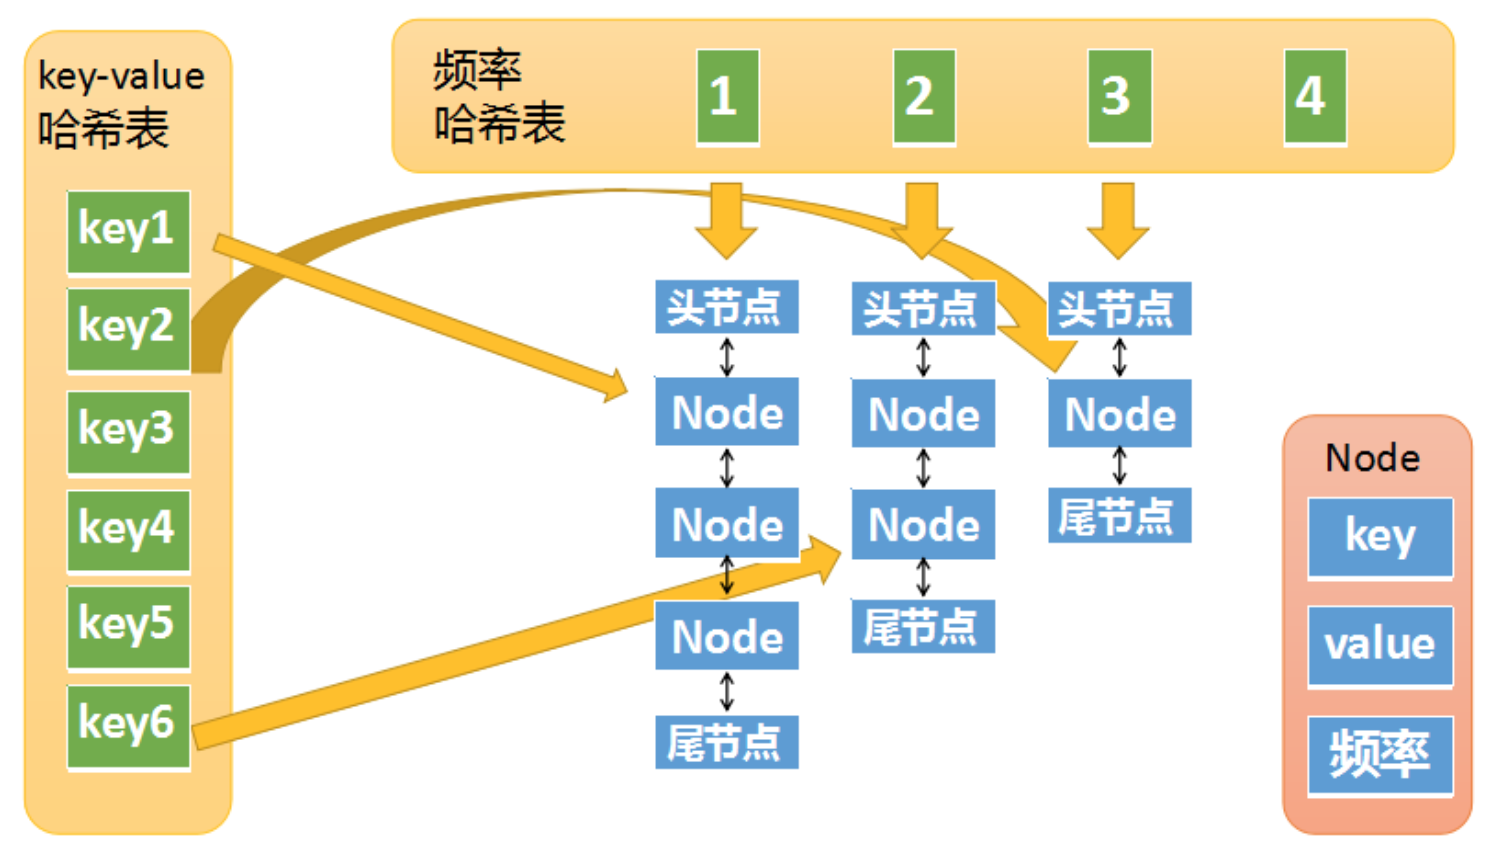 key-value
哈希表
key1
key2
key3
key4
key5
key6
频率
哈希表
1
2
3
4
头节点
Node
Node
Node
尾节点
头节点
Node
Node
尾节点
头节点
Node
尾节点
Node
key
value
频率